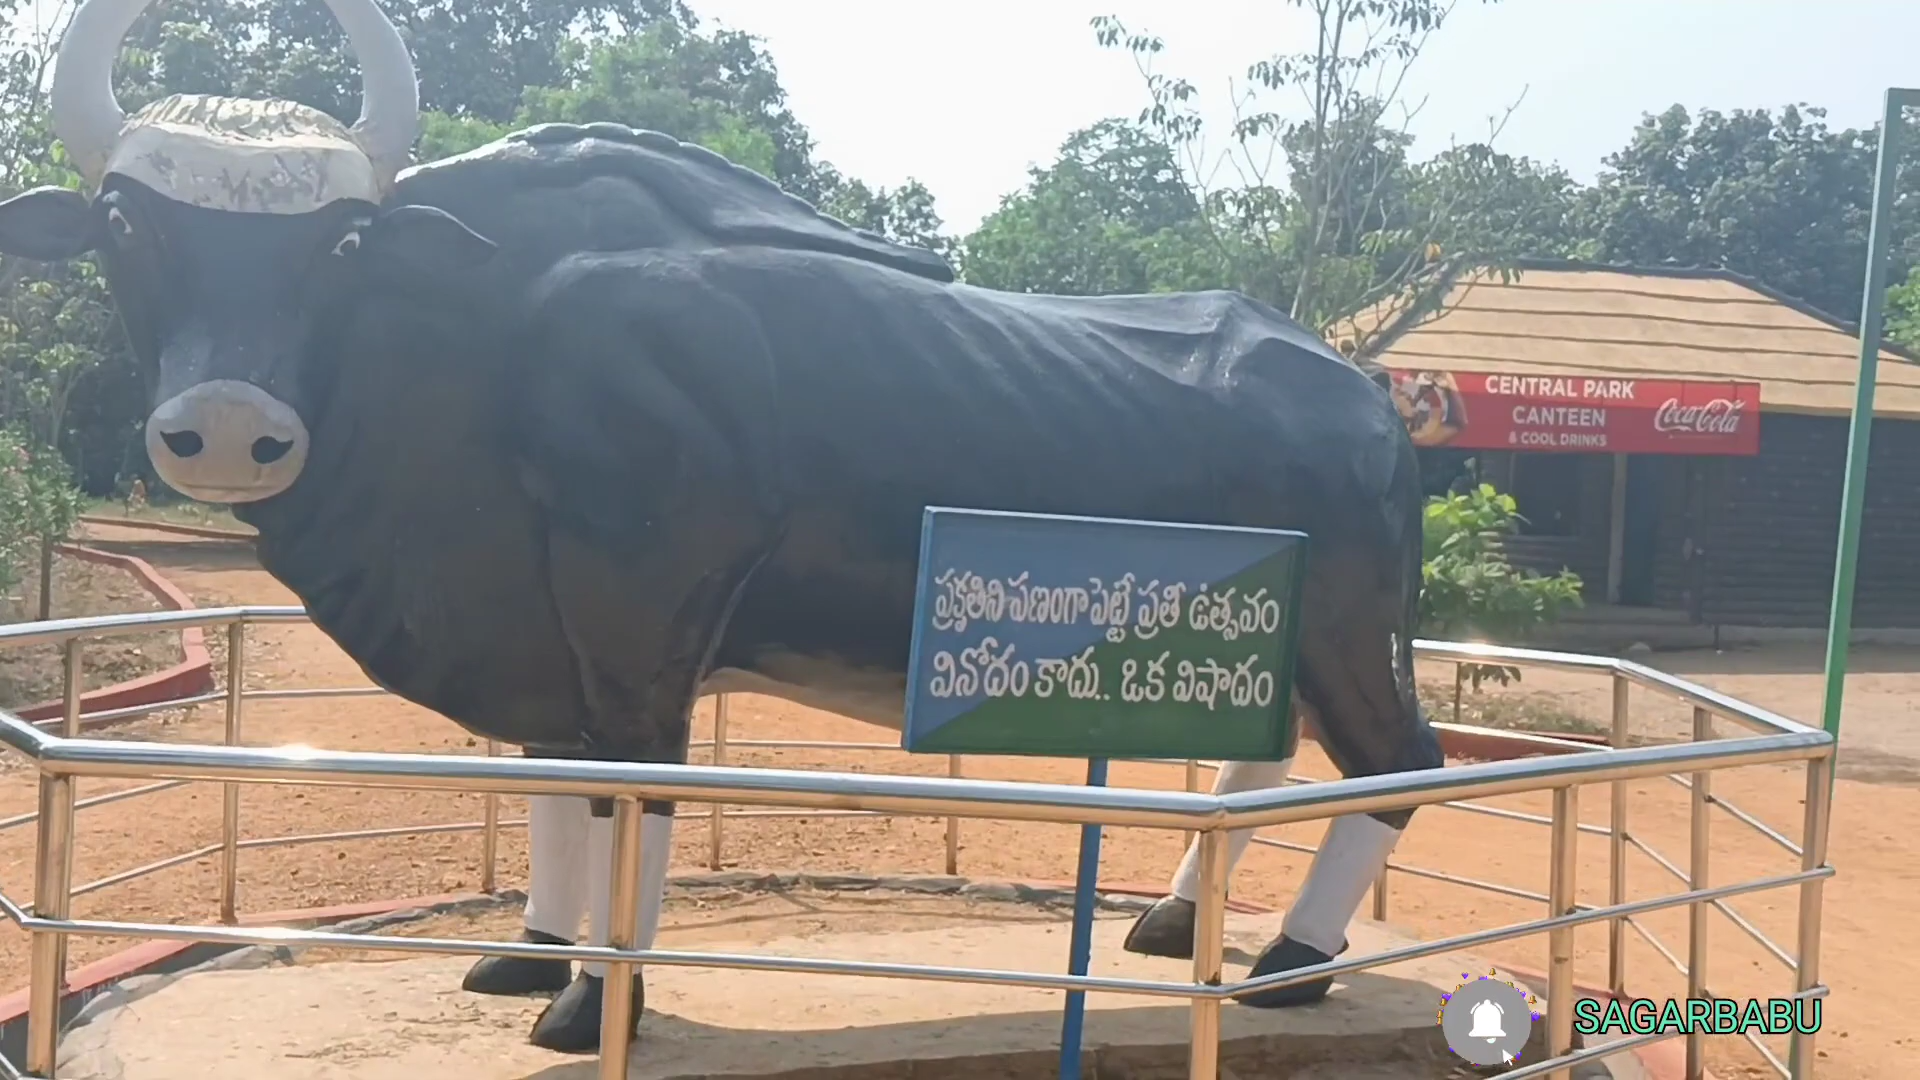 CENTRAL PARK
CANTEEN
& COOL DRINKS
Coca-Cola
ప్రకృతిని పణంగా పెట్టే ప్రతీ ఉత్సవం
వినోదం కాదు.. ఒక విషాదం
SAGARBABU